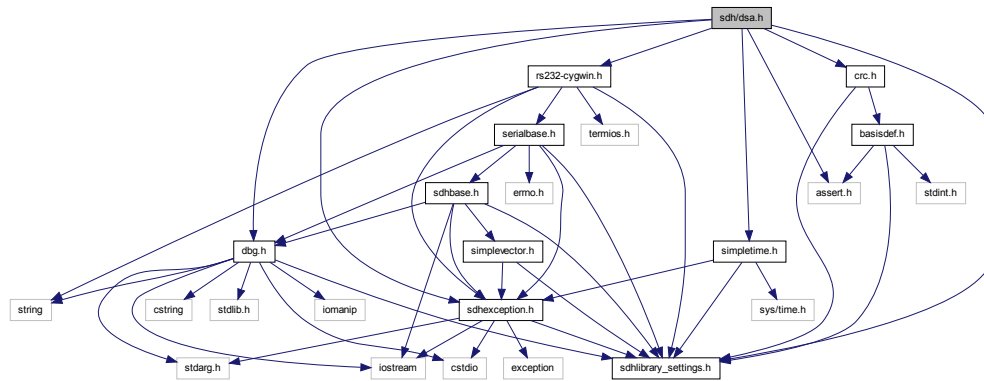 sdh/dsa.h
rs232-cygwin.h
crc.h
serialbase.h
termios.h
basisdef.h
sdhbase.h
errno.h
assert.h
stdint.h
dbg.h
simplevector.h
simpletime.h
string
cstring
stdlib.h
iomanip
sdhexception.h
sys/time.h
stdarg.h
iostream
cstdio
exception
sdhlibrary_settings.h